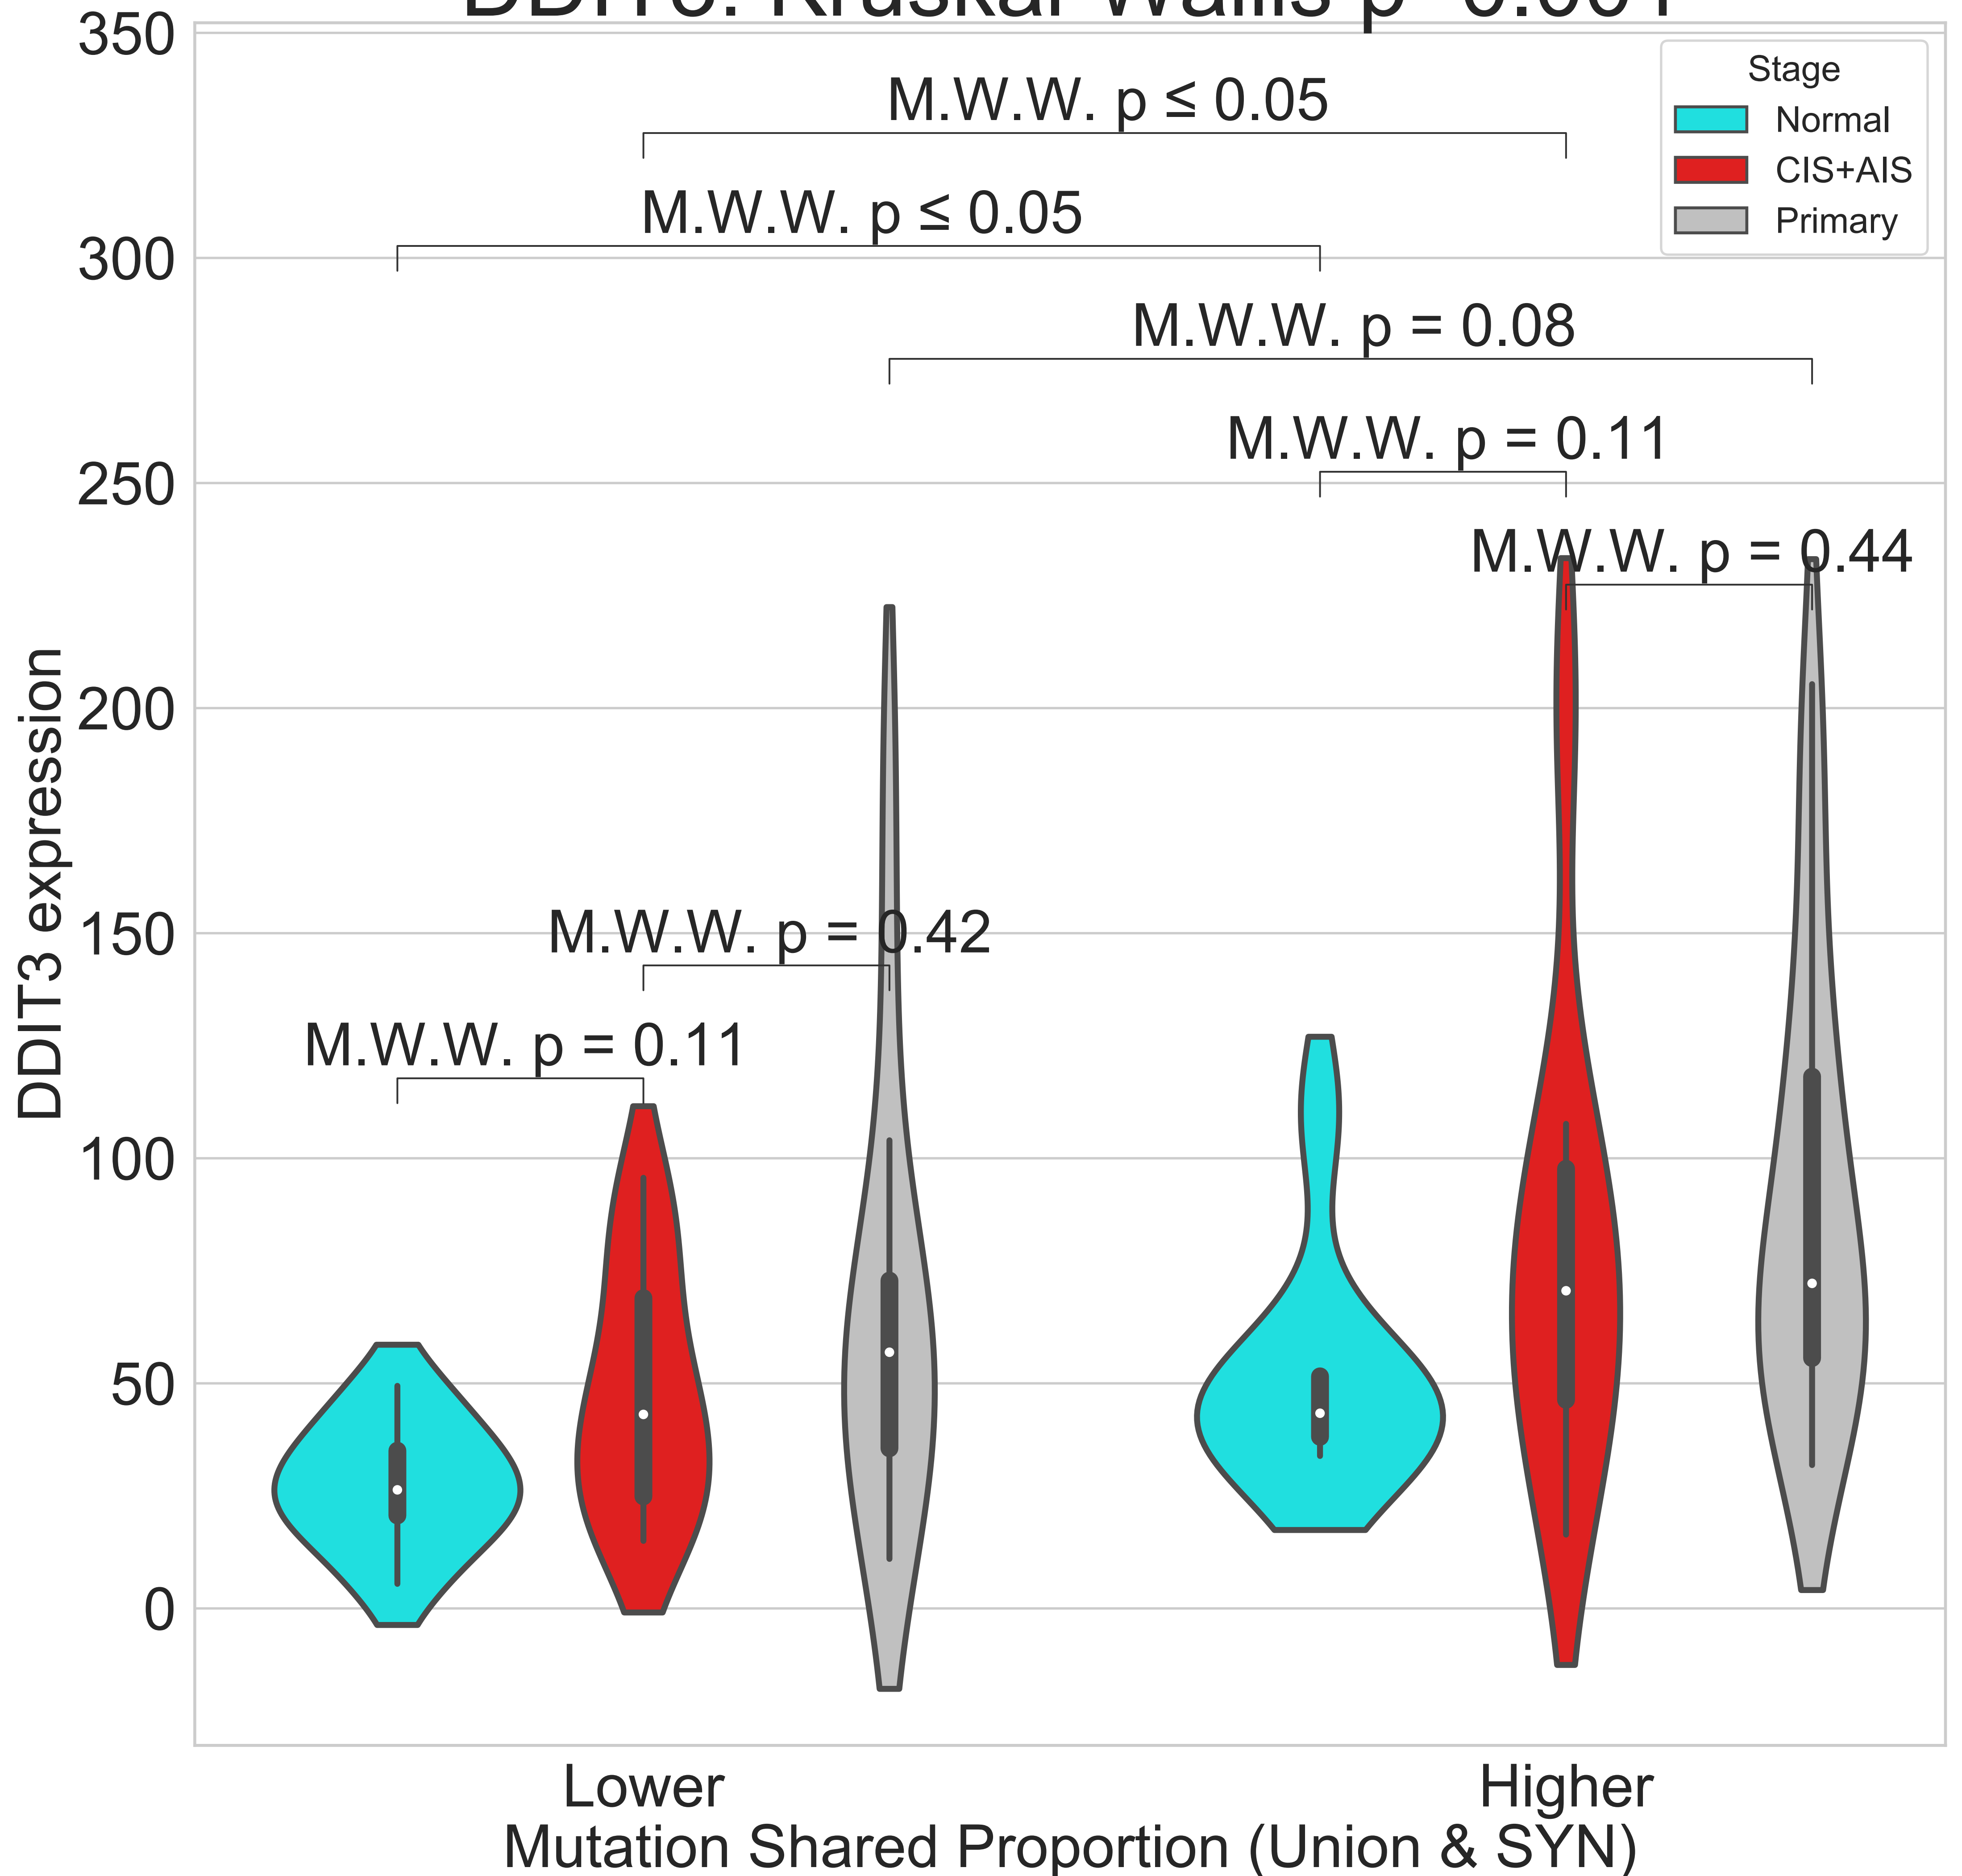 350
M.W.W. p ≤ 0.05
Stage
Normal
CIS+AIS
Primary
M.W.W. p ≤ 0.05
300
M.W.W. p = 0.08
M.W.W. p = 0.11
250
M.W.W. p = 0.44
200
DDIT3 expression
150
M.W.W. p = 0.42
M.W.W. p = 0.11
100
50
0
Lower
Higher
Mutation Shared Proportion (Union & SYN)